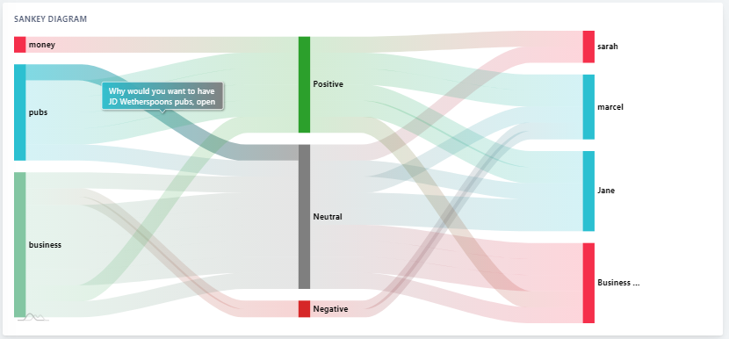 SANKEY DIAGRAM
money
pubs
business
Why would you want to have
JD Wetherspoons pubs, open
Positive
Neutral
Negative
sarah
marcel
Jane
Business ...